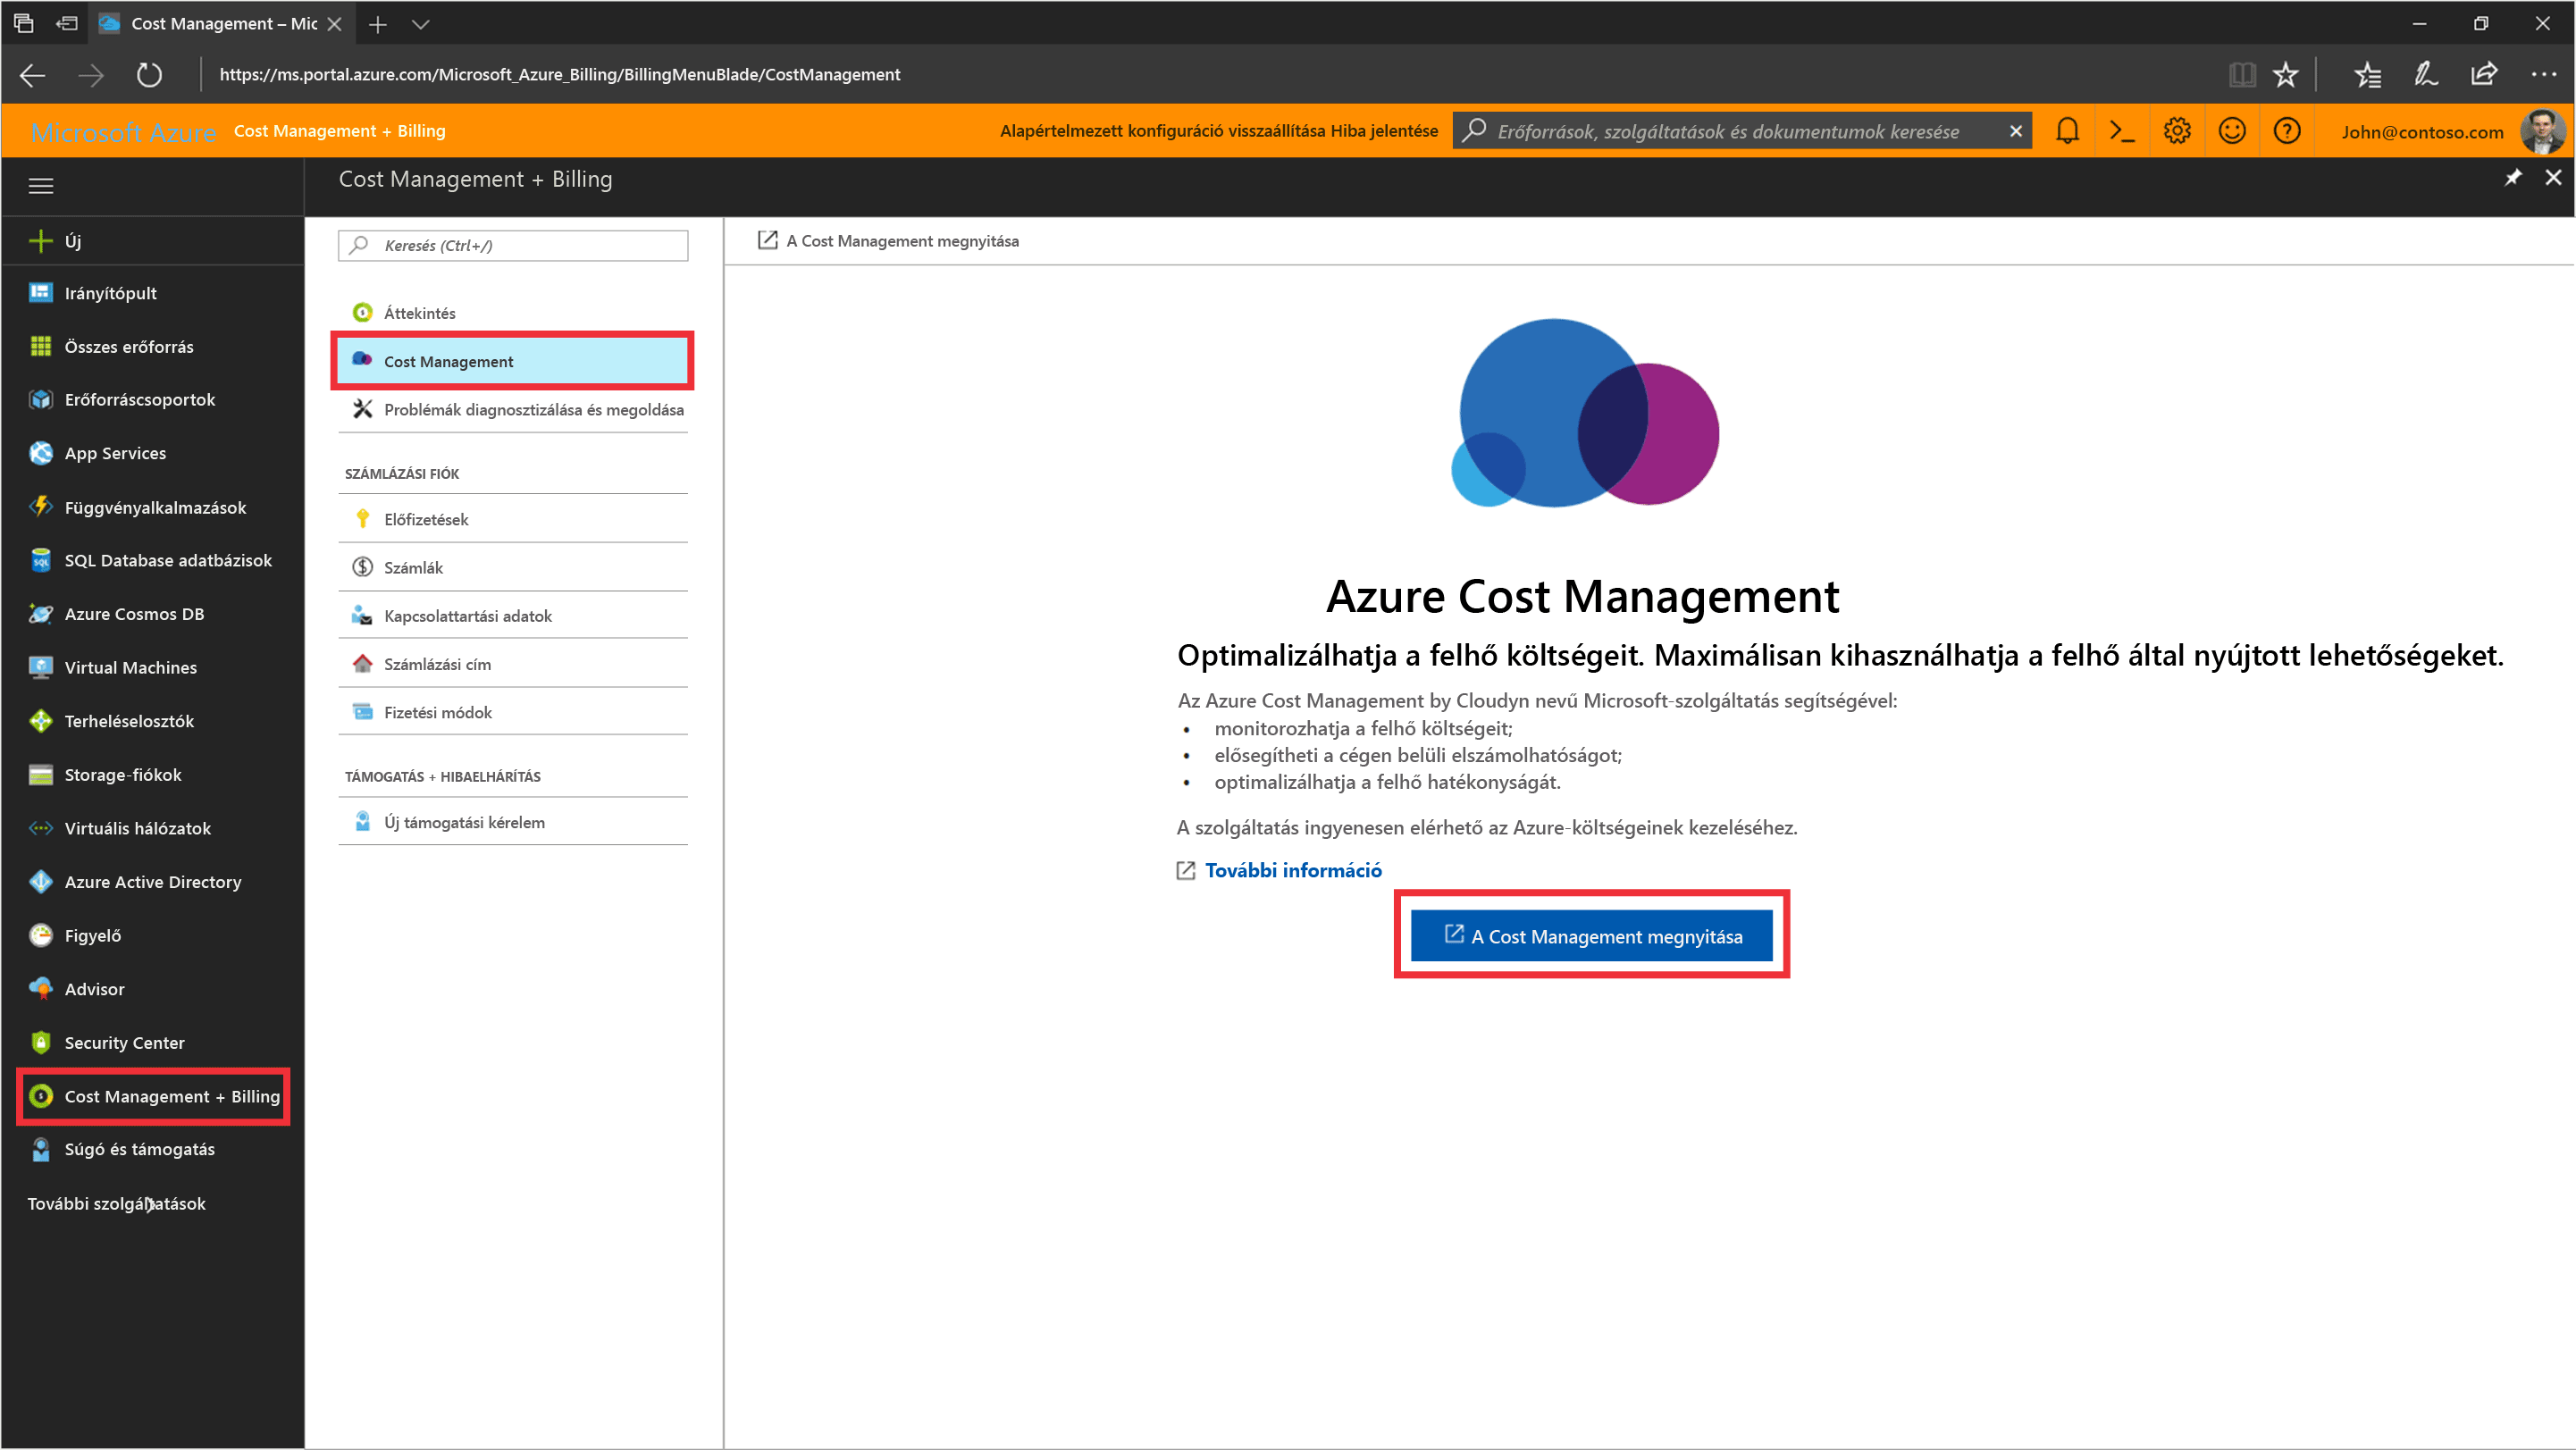 Cost Management – Mic
https://ms.portal.azure.com/Microsoft_Azure_Billing/BillingMenuBlade/CostManagement
Microsoft Azure Cost Management + Billing
Alapértelmezett konfiguráció visszaállítása Hiba jelentése
Erőforrások, szolgáltatások és dokumentumok keresése
John@contoso.com
Cost Management + Billing
Új
Irányítópult
Összes erőforrás
Erőforráscsoportok
App Services
Függvényalkalmazások
SQL Database adatbázisok
Azure Cosmos DB
Virtual Machines
Terheléselosztók
Storage-fiókok
Virtuális hálózatok
Azure Active Directory
Figyelő
Advisor
Security Center
Cost Management + Billing
Súgó és támogatás
További szolgáltatások
Keresés (Ctrl+/)
Áttekintés
Cost Management
Problémák diagnosztizálása és megoldása
SZÁMLÁZÁSI FIÓK
Előfizetések
Számlák
Kapcsolattartási adatok
Számlázási cím
Fizetési módok
TÁMOGATÁS + HIBAELHÁRÍTÁS
Új támogatási kérelem
A Cost Management megnyitása
Azure Cost Management
Optimalizálhatja a felhő költségeit. Maximálisan kihasználhatja a felhő által nyújtott lehetőségeket.
Az Azure Cost Management by Cloudyn nevű Microsoft-szolgáltatás segítségével:
• monitorozhatja a felhő költségeit;
• elősegítheti a cégen belüli elszámolhatóságot;
• optimalizálhatja a felhő hatékonyságát.
A szolgáltatás ingyenesen elérhető az Azure-költségeinek kezeléséhez.
További információ
A Cost Management megnyitása